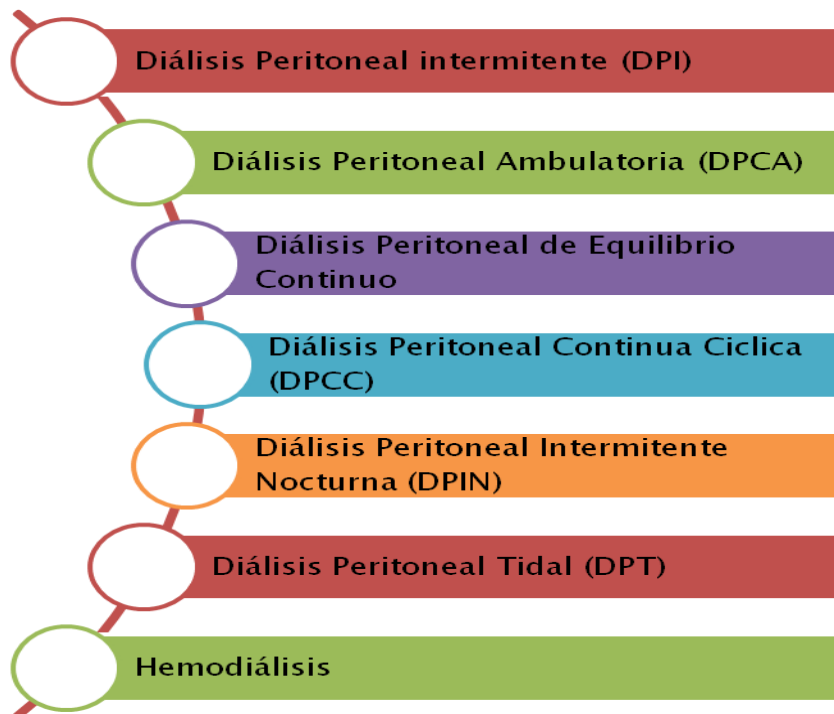 Diálisis Peritoneal intermitente (DPI)
Diálisis Peritoneal Ambulatoria (DPCA)
Diálisis Peritoneal de Equilibrio
Continuo
Diálisis Peritoneal Continua Ciclica
(DPCC)
Diálisis Peritoneal Intermitente
Nocturna (DPIN)
Diálisis Peritoneal Tidal (DPT)
Hemodiálisis